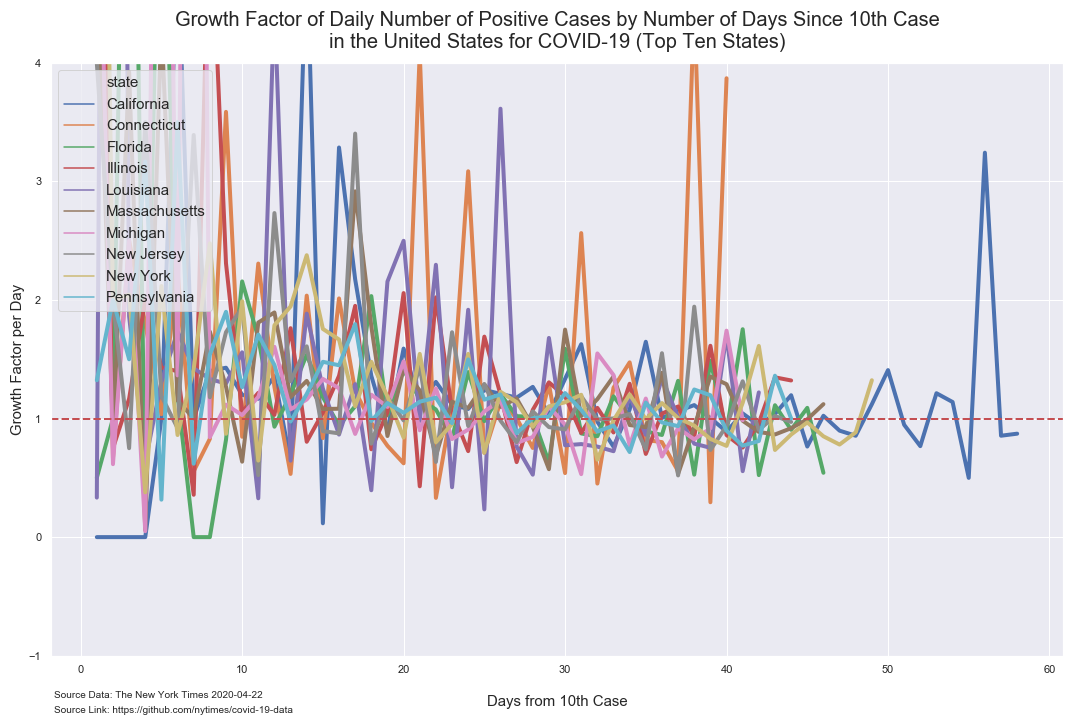 Growth Factor of Daily Number of Positive Cases by Number of Days Since 10th Case
in the United States for COVID-19 (Top Ten States)
4
3
2
1
0
−1
Growth Factor per Day
state
California
Connecticut
Florida
Illinois
Louisiana
Massachusetts
Michigan
New Jersey
New York
Pennsylvania
0 10 20 30 40 50 60
Days from 10th Case
Source Data: The New York Times 2020-04-22
Source Link: https://github.com/nytimes/covid-19-data